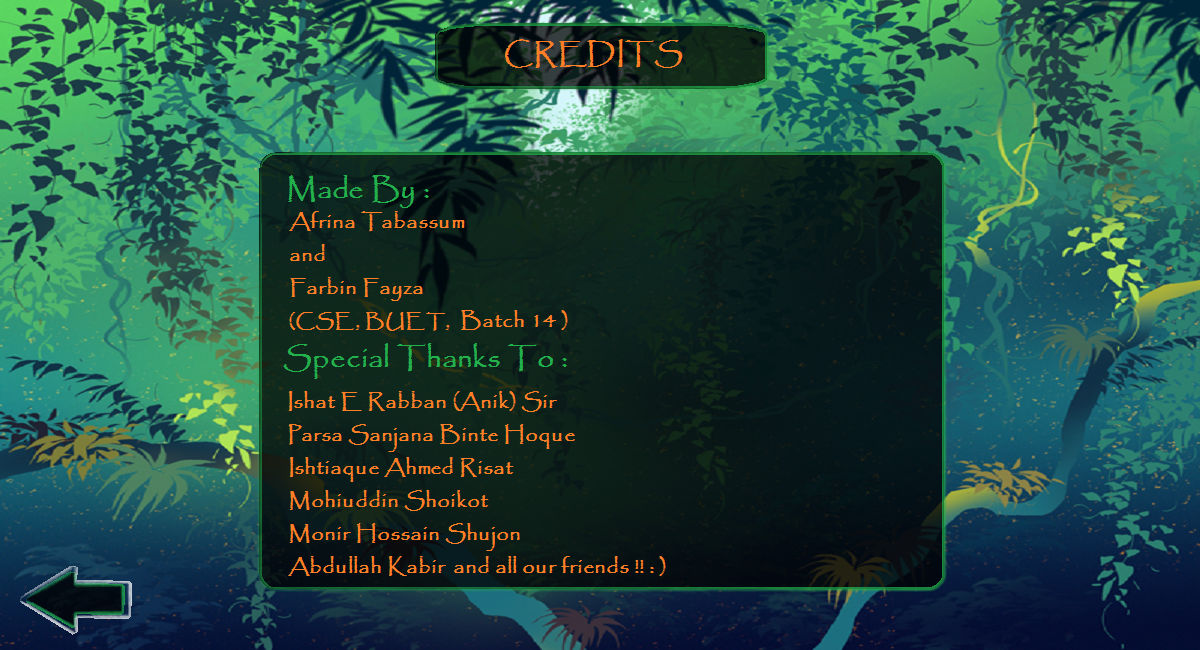 CREDITS
Made By :
Afrina Tabassum
and
Farbin Fayza
(CSE, BUET, Batch 14 )
Special Thanks To :
Ishat E Rabban (Anik) Sir
Parsa Sanjana Binte Hoque
Ishtiaque Ahmed Risat
Mohiuddin Shoikot
Monir Hossain Shujon
Abdullah Kabir and all our friends !! : )